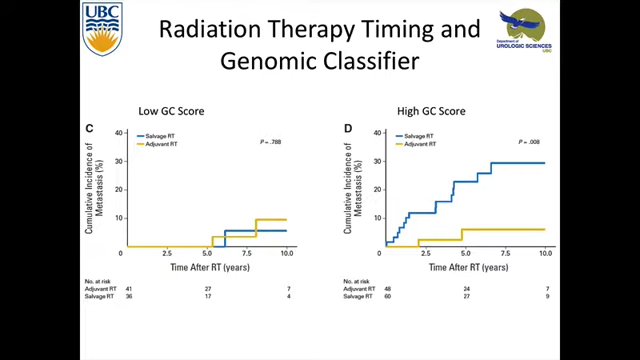 UBC
Radiation Therapy Timing and
Genomic Classifier
Department of
UROLOGIC SCIENCES
UBC
Low GC Score
High GC Score
C
40
30
20
10
0
Cumulative Incidence of
Metastasis (%)
Salvage RT
Adjuvant RT
P = .788
2.5
5.0
7.5
10.0
Time After RT (years)
No. at risk
Adjuvant RT 41 27 7
Salvage RT 36 17 4
D
40
30
20
10
0
Cumulative Incidence of
Metastasis (%)
Salvage RT
Adjuvant RT
P = .008
2.5
5.0
7.5
10.0
Time After RT (years)
No. at risk
Adjuvant RT 48 24 7
Salvage RT 60 27 9